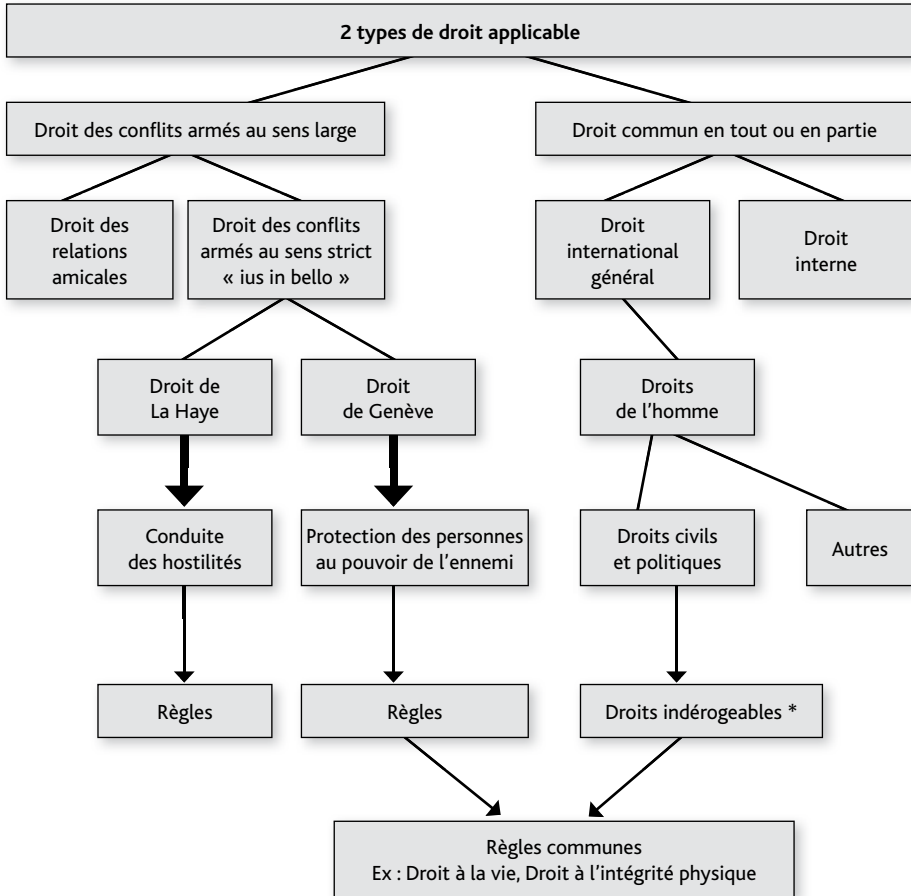 2 types de droit applicable
Droit des conflits armés au sens large
Droit commun en tout ou en partie
Droit des
relations
amicales
Droit des conflits
armés au sens strict
« ius in bello »
Droit
international
général
Droit
interne
Droit de
La Haye
Droit
de Genève
Droits
de l'homme
Conduite
des hostilités
Protection des personnes
au pouvoir de l'ennemi
Droits civils
et politiques
Autres
Règles
Règles
Droits indérogeables *
Règles communes
Ex : Droit à la vie, Droit à l'intégrité physique